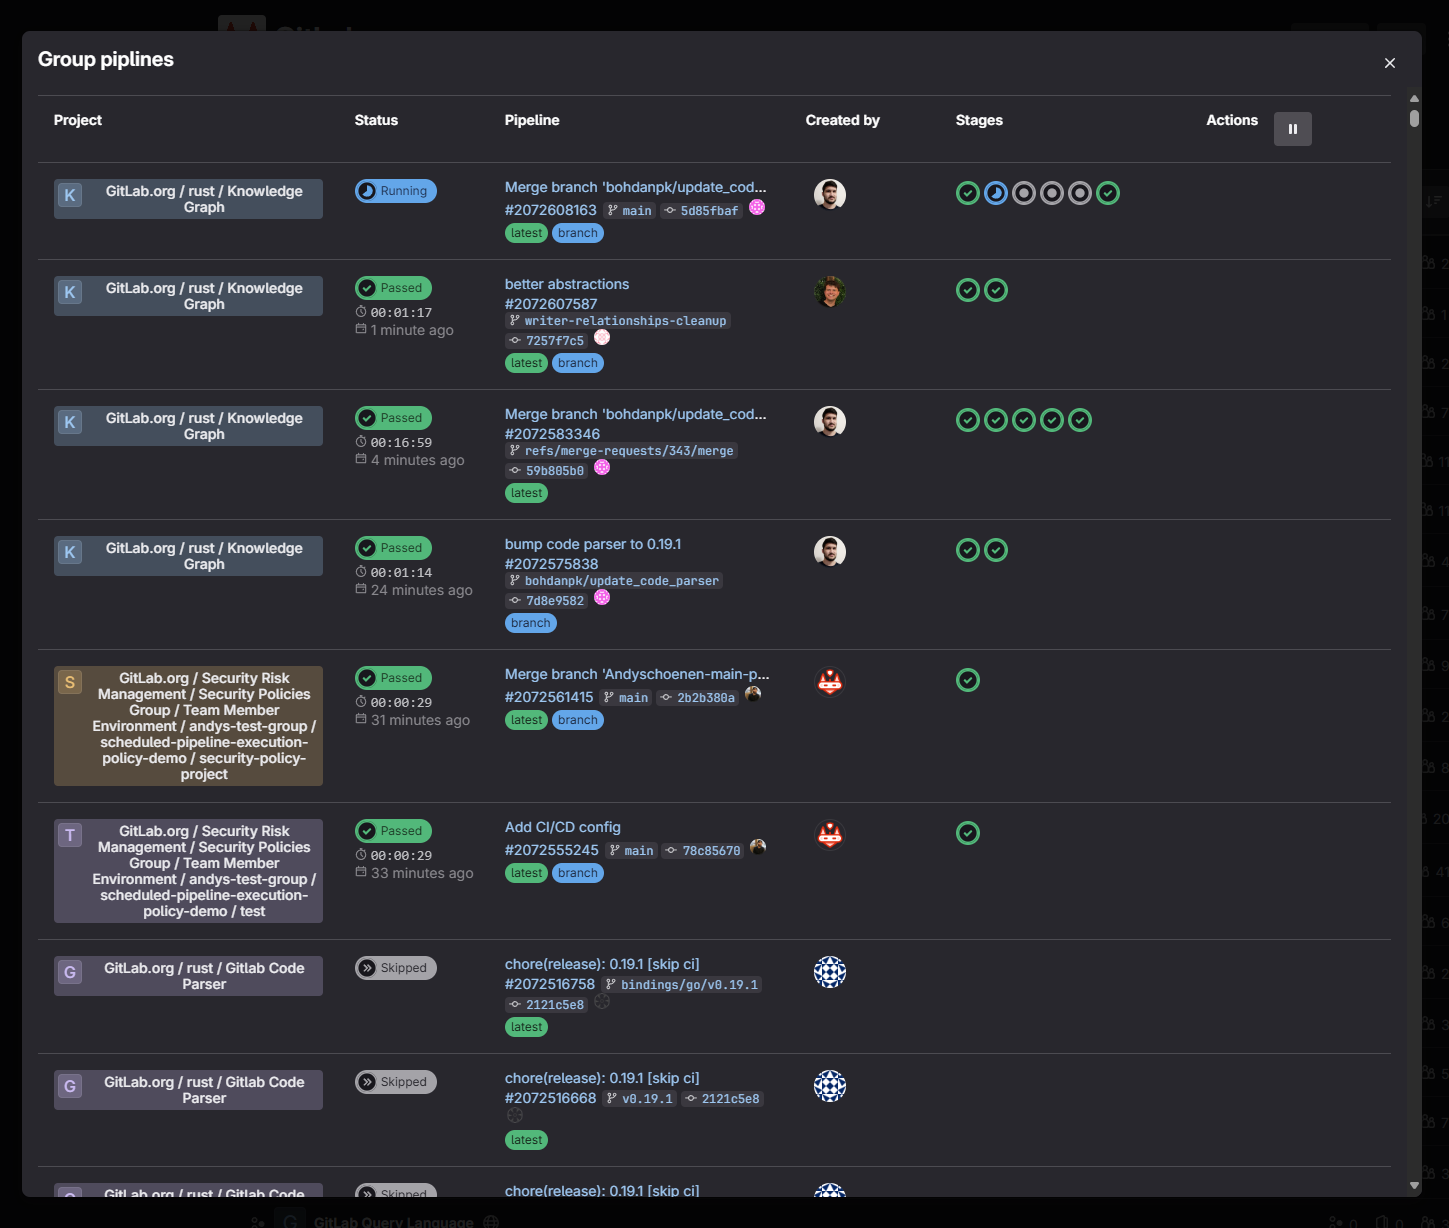 Group piplines
Project
Status
Pipeline
Created by
Stages
Actions
K
GitLab.org / rust / Knowledge
Graph
Running
Merge branch 'bohdanpk/update_cod...
#2072608163 main 5d85fbaf
latest branch
K
GitLab.org / rust / Knowledge
Graph
Passed
00:01:17
1 minute ago
better abstractions
#2072607587
writer-relationships-cleanup
7257f7c5
latest branch
K
GitLab.org / rust / Knowledge
Graph
Passed
00:16:59
4 minutes ago
Merge branch 'bohdanpk/update_cod...
#2072583346
refs/merge-requests/343/merge
59b805b0
latest
K
GitLab.org / rust / Knowledge
Graph
Passed
00:01:14
24 minutes ago
bump code parser to 0.19.1
#2072575838
bohdanpk/update_code_parser
7d8e9582
branch
S
GitLab.org / Security Risk
Management / Security Policies
Group / Team Member
Environment / andys-test-group /
scheduled-pipeline-execution-
policy-demo / security-policy-
project
Passed
00:00:29
31 minutes ago
Merge branch 'Andyschoenen-main-p...
#2072561415 main 2b2b380a
latest branch
T
GitLab.org / Security Risk
Management / Security Policies
Group / Team Member
Environment / andys-test-group /
scheduled-pipeline-execution-
policy-demo / test
Passed
00:00:29
33 minutes ago
Add CI/CD config
#2072555245 main 78c85670
latest branch
G
GitLab.org / rust / Gitlab Code
Parser
Skipped
chore(release): 0.19.1 [skip ci]
#2072516758 bindings/go/v0.19.1
2121c5e8
latest
G
GitLab.org / rust / Gitlab Code
Parser
Skipped
chore(release): 0.19.1 [skip ci]
#2072516668 v0.19.1 2121c5e8
latest
G
GitLab.org / rust / Gitlab Code
Skipped
chore(release): 0.19.1 [skip ci]
G
GitLab Query Language